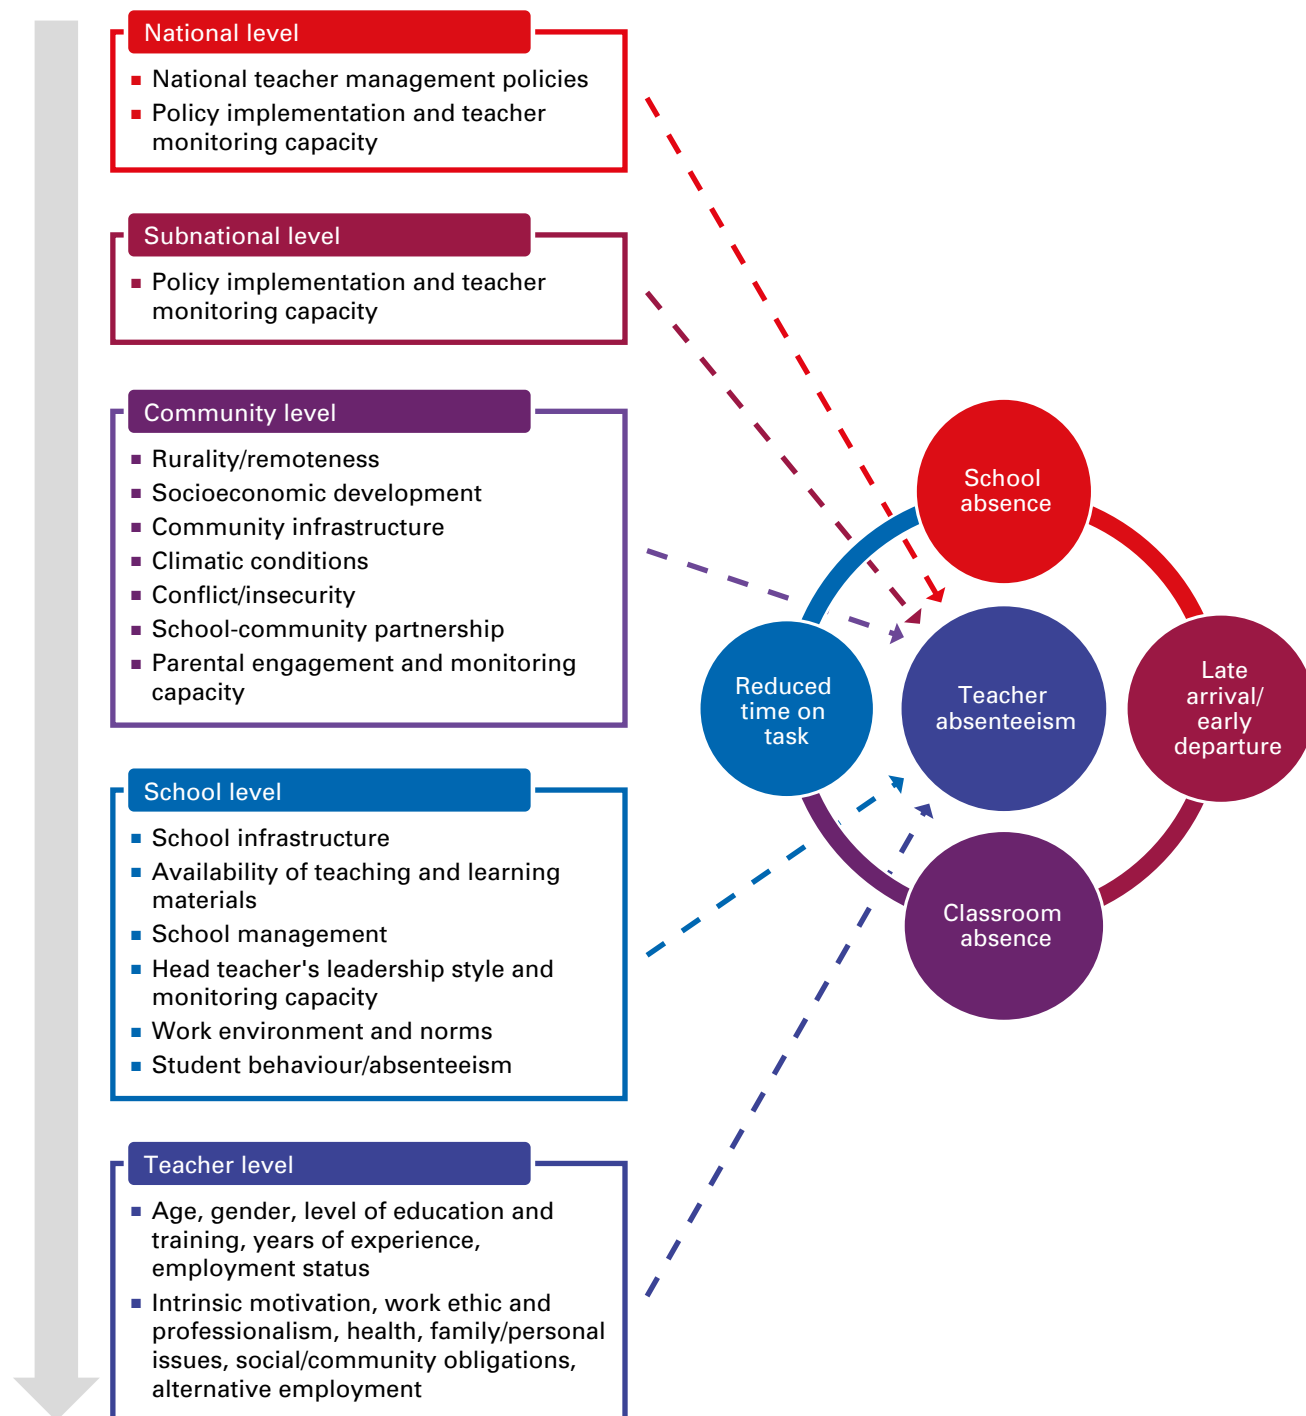 National level
National teacher management policies
Policy implementation and teacher
monitoring capacity
Subnational level
Policy implementation and teacher
monitoring capacity
Community level
Rurality/remoteness
Socioeconomic development
Community infrastructure
Climatic conditions
Conflict/insecurity
School-community partnership
Parental engagement and monitoring
capacity
School level
School infrastructure
Availability of teaching and learning
materials
School management
Head teacher's leadership style and
monitoring capacity
Work environment and norms
Student behaviour/absenteeism
Teacher level
Age, gender, level of education and
training, years of experience,
employment status
Intrinsic motivation, work ethic and
professionalism, health, family/personal
issues, social/community obligations,
alternative employment
School
absence
Late
arrival/
early
departure
Classroom
absence
Reduced
time on
task
Teacher
absenteeism